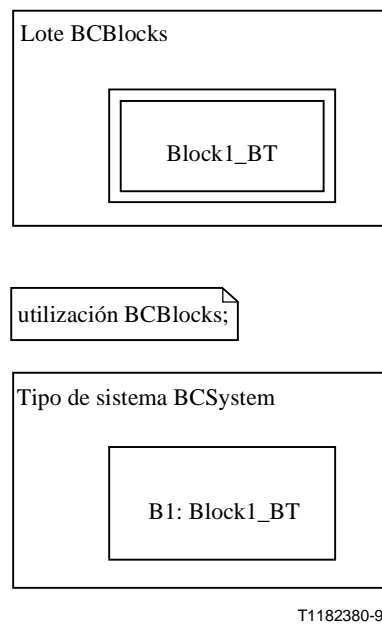 Lote BCBlocks
Block1_BT
utilización BCBlocks;
Tipo de sistema BCSystem
B1: Block1_BT
T1182380-9